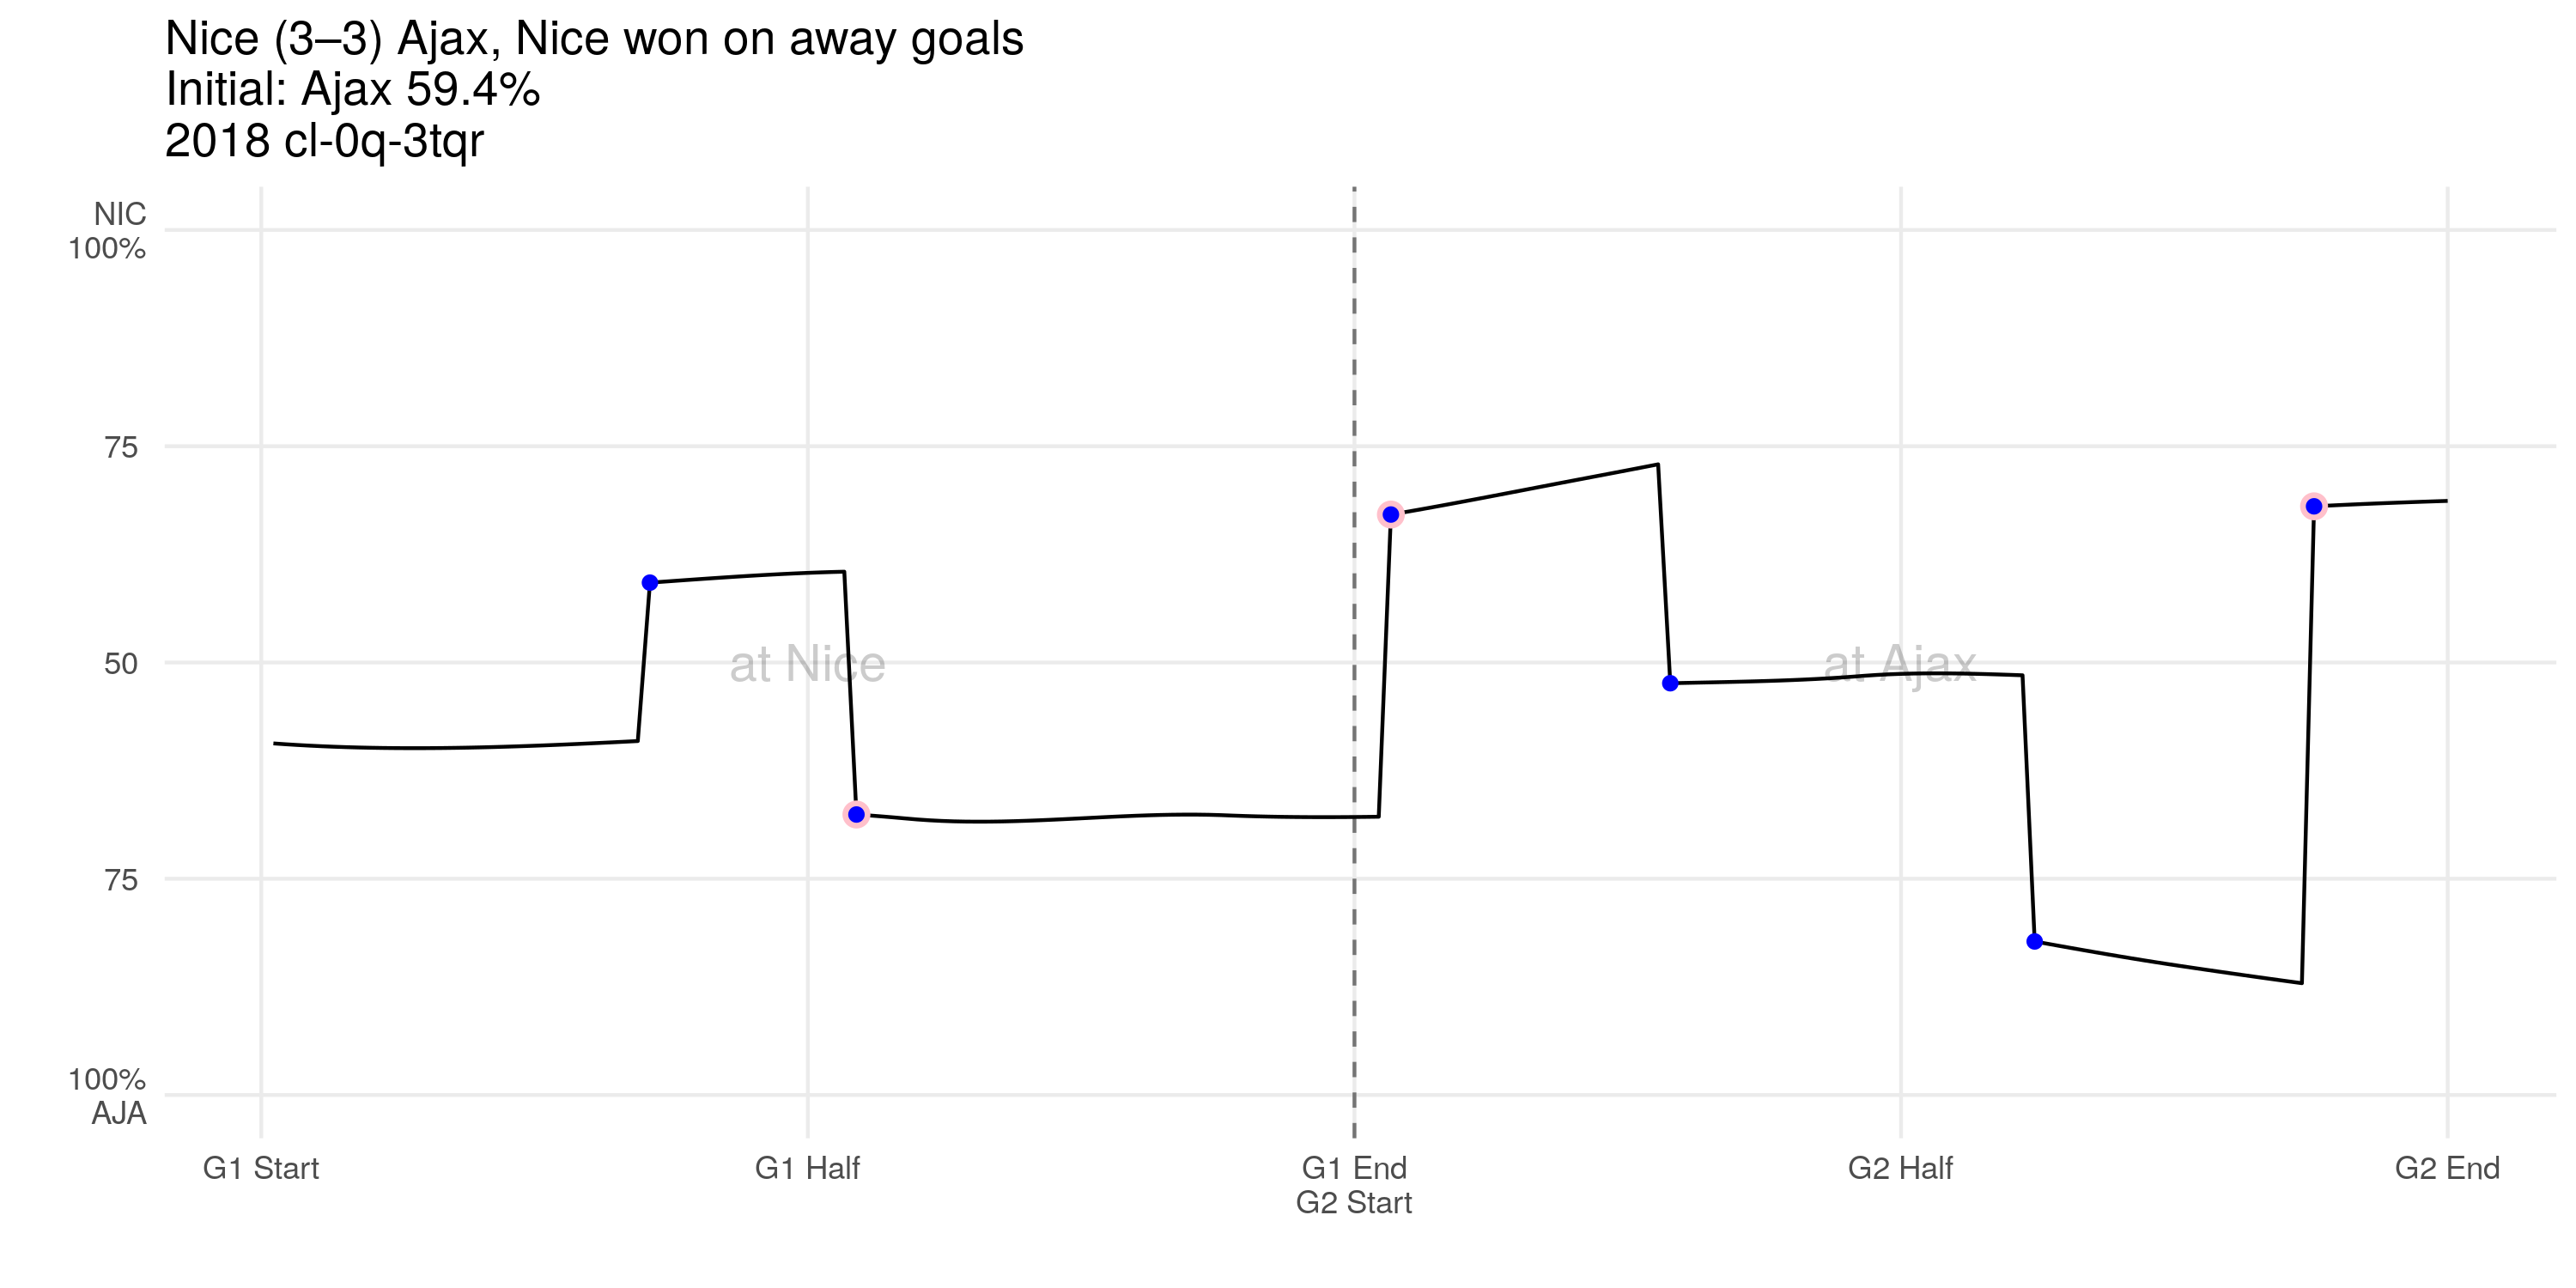 Nice (3–3) Ajax, Nice won on away goals
Initial: Ajax 59.4%
2018 cl-0q-3tqr
NIC
100%
75
50
75
100%
AJA
at Nice
at Ajax
G1 Start
G1 Half
G1 End
G2 Start
G2 Half
G2 End